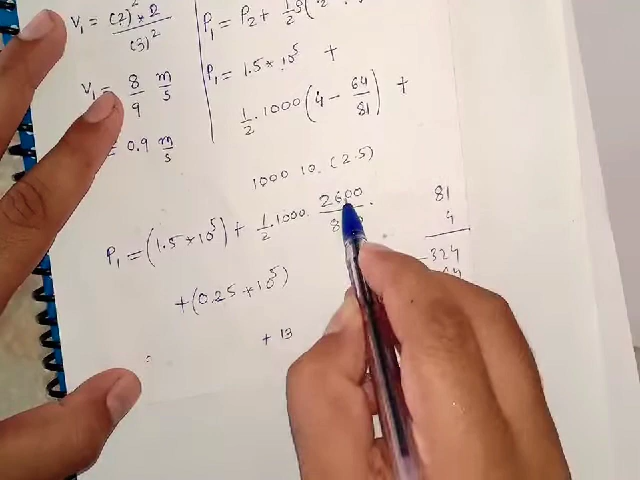 V₁ = (2)² * 2 / (3)²
V₁ = 8/9 m/s
= 0.9 m/s
P₁ = P₂ + 1/2 S(2
P₁ = 1.5 * 10⁵ +
1/2 . 1000 (4 - 64/81) +
1000 10. (2.5)
P₁ = (1.5 * 10⁵) + 1/2 . 1000 . 2600
+ (0.25 * 10⁵)
= + 13
81
4
-324